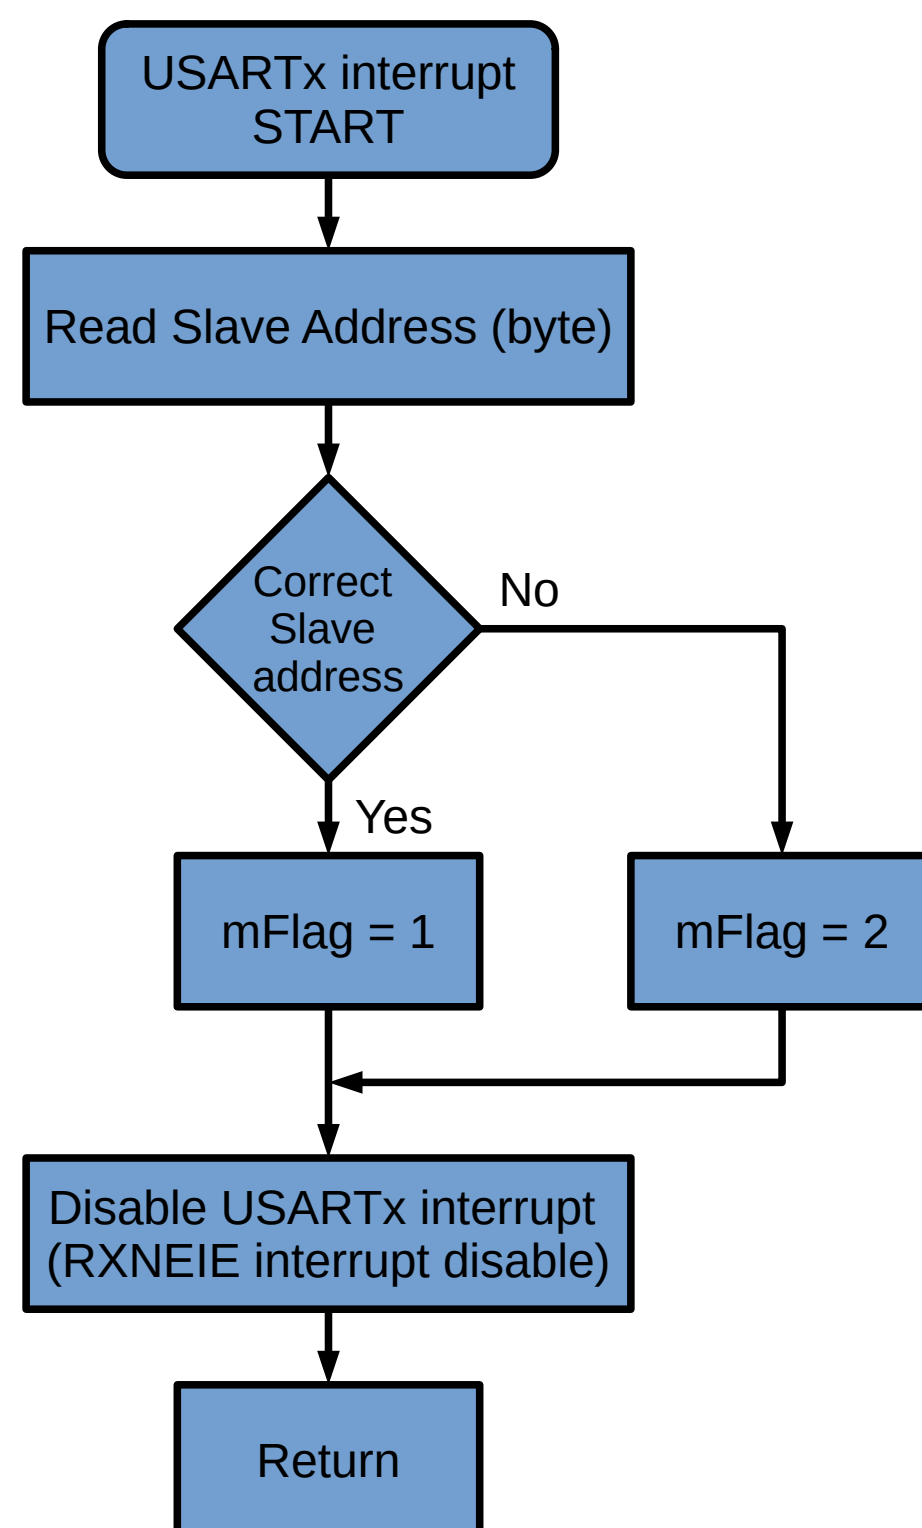 USARTx interrupt
START
Read Slave Address (byte)
Correct
Slave
address
No
Yes
mFlag = 1
mFlag = 2
Disable USARTx interrupt
(RXNEIE interrupt disable)
Return